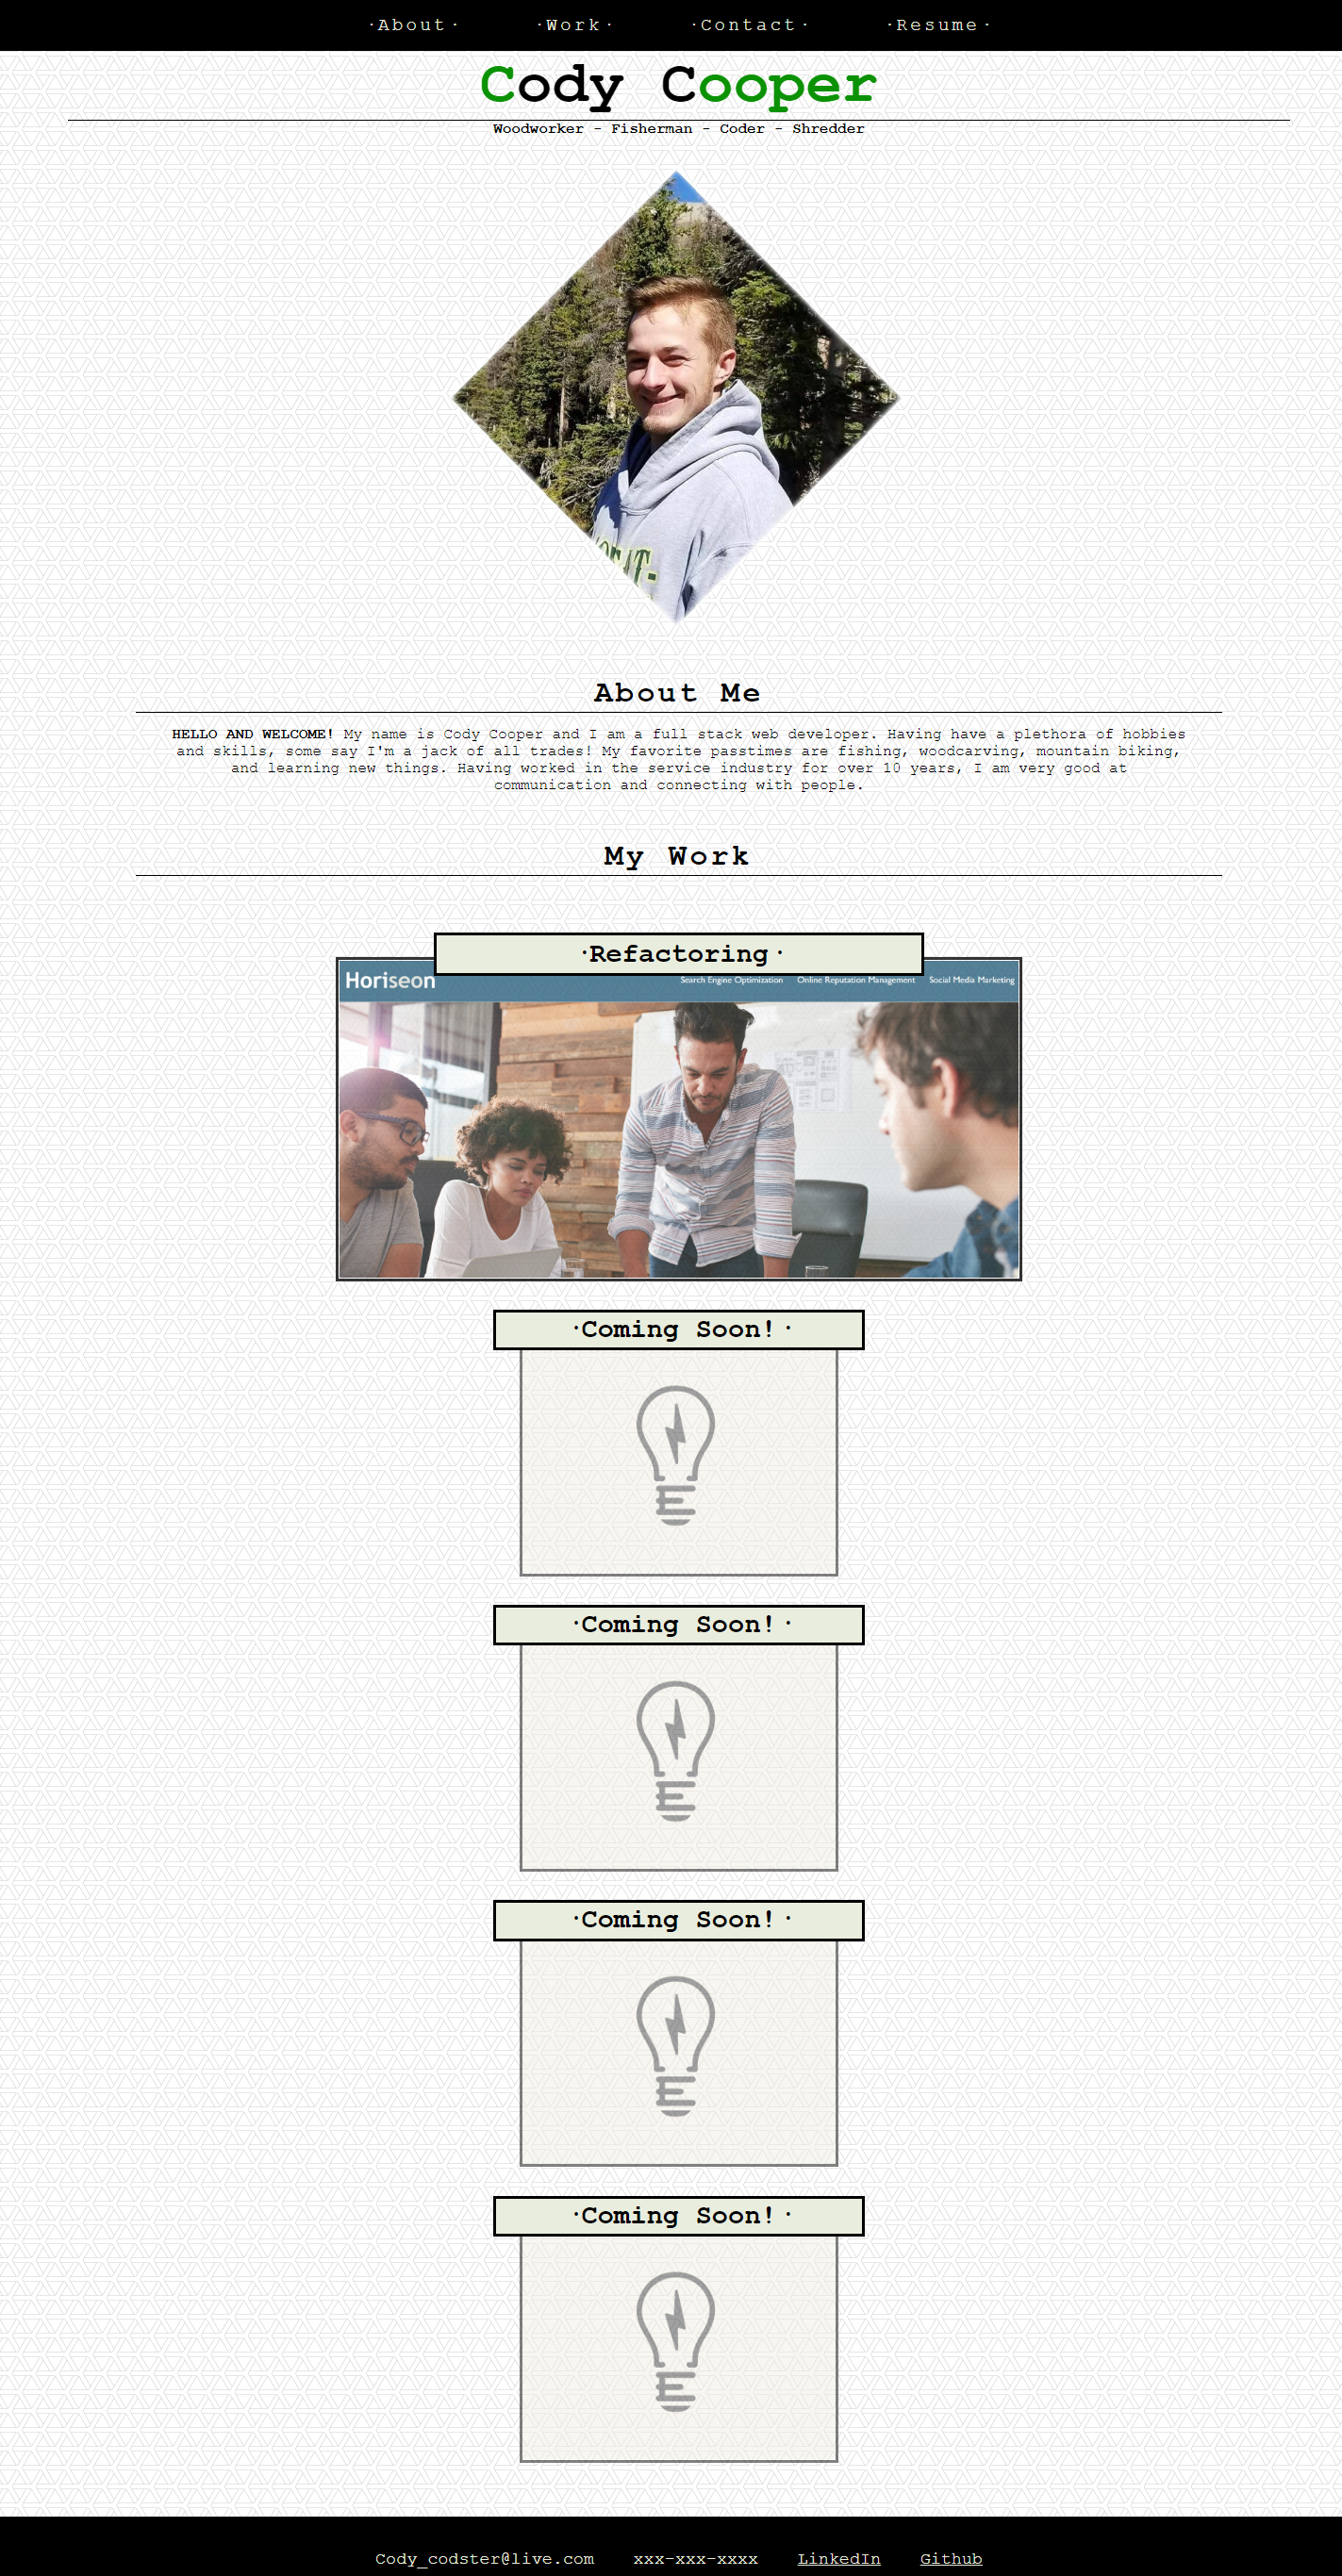 ·About·
·Work·
·Contact·
·Resume·
Cody Cooper
Woodworker - Fisherman - Coder - Shredder
About Me
HELLO AND WELCOME! My name is Cody Cooper and I am a full stack web developer. Having have a plethora of hobbies
and skills, some say I'm a jack of all trades! My favorite passtimes are fishing, woodcarving, mountain biking,
and learning new things. Having worked in the service industry for over 10 years, I am very good at
communication and connecting with people.
My Work
·Refactoring·
Horiseon
Search Engine Optimization
Online Reputation Management
Social Media Marketing
·Coming Soon!·
·Coming Soon!·
·Coming Soon!·
·Coming Soon!·
Cody_codster@live.com
xxx-xxx-xxxx
LinkedIn
Github